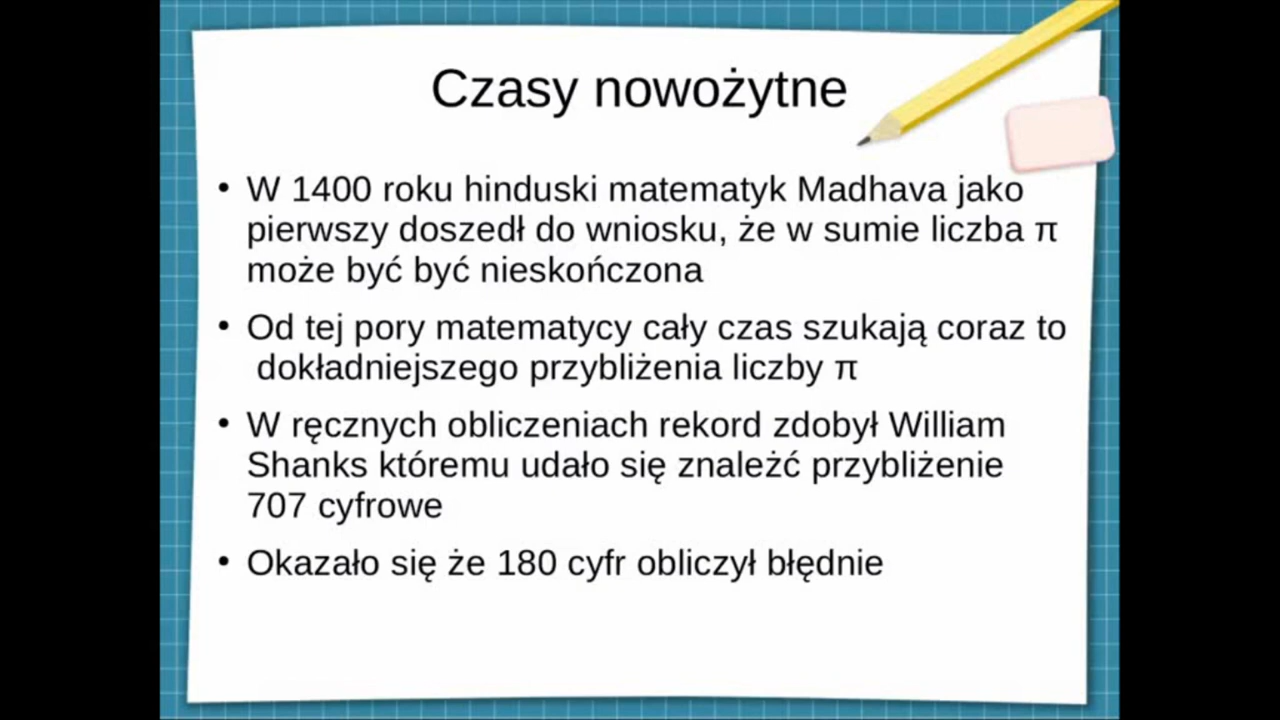 Czasy nowożytne
• W 1400 roku hinduski matematyk Madhava jako
pierwszy doszedł do wniosku, że w sumie liczba π
może być być nieskończona
• Od tej pory matematycy cały czas szukają coraz to
dokładniejszego przybliżenia liczby π
• W ręcznych obliczeniach rekord zdobył William
Shanks któremu udało się znależć przybliżenie
707 cyfrowe
• Okazało się że 180 cyfr obliczył błędnie